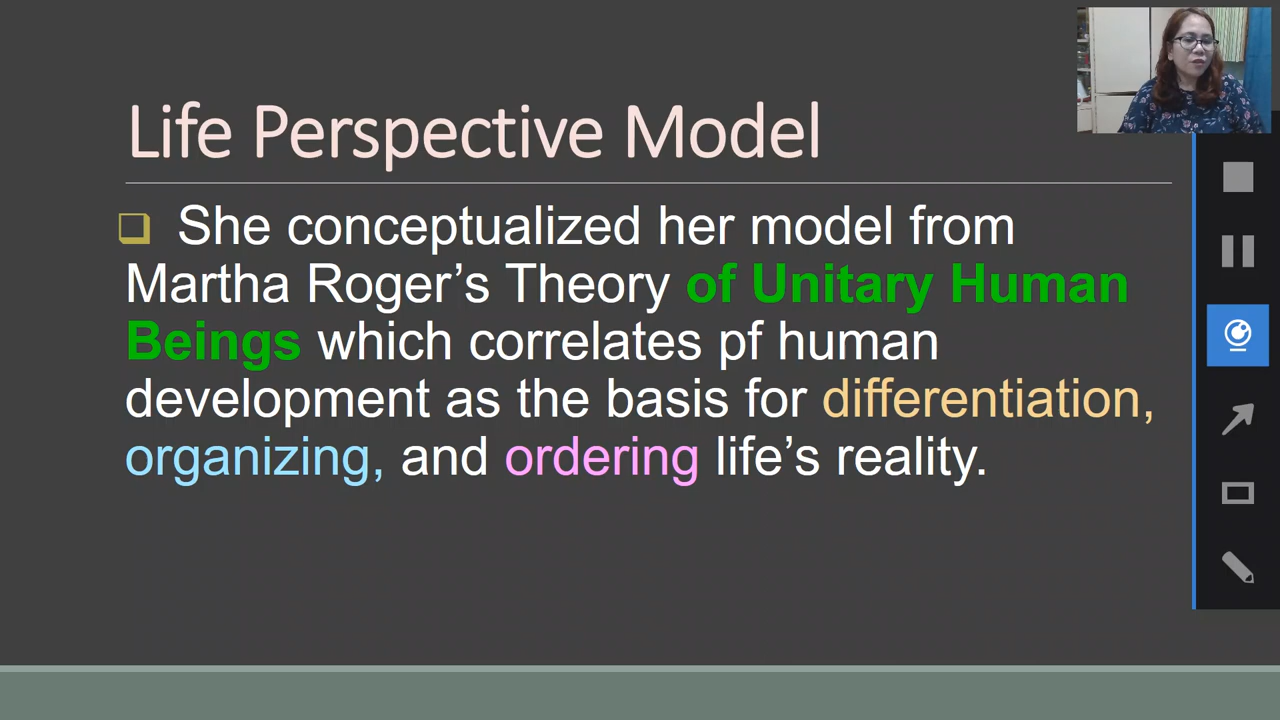 Life Perspective Model
She conceptualized her model from
Martha Roger’s Theory of Unitary Human
Beings which correlates pf human
development as the basis for differentiation,
organizing, and ordering life’s reality.